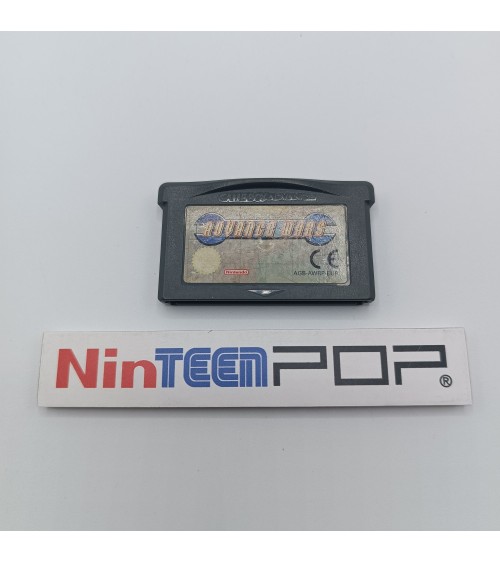 GAME BOY ADVANCE
ADVANCE WARS
Nintendo
CE
AGB-AWRP-EUR
NinTEENPOP®